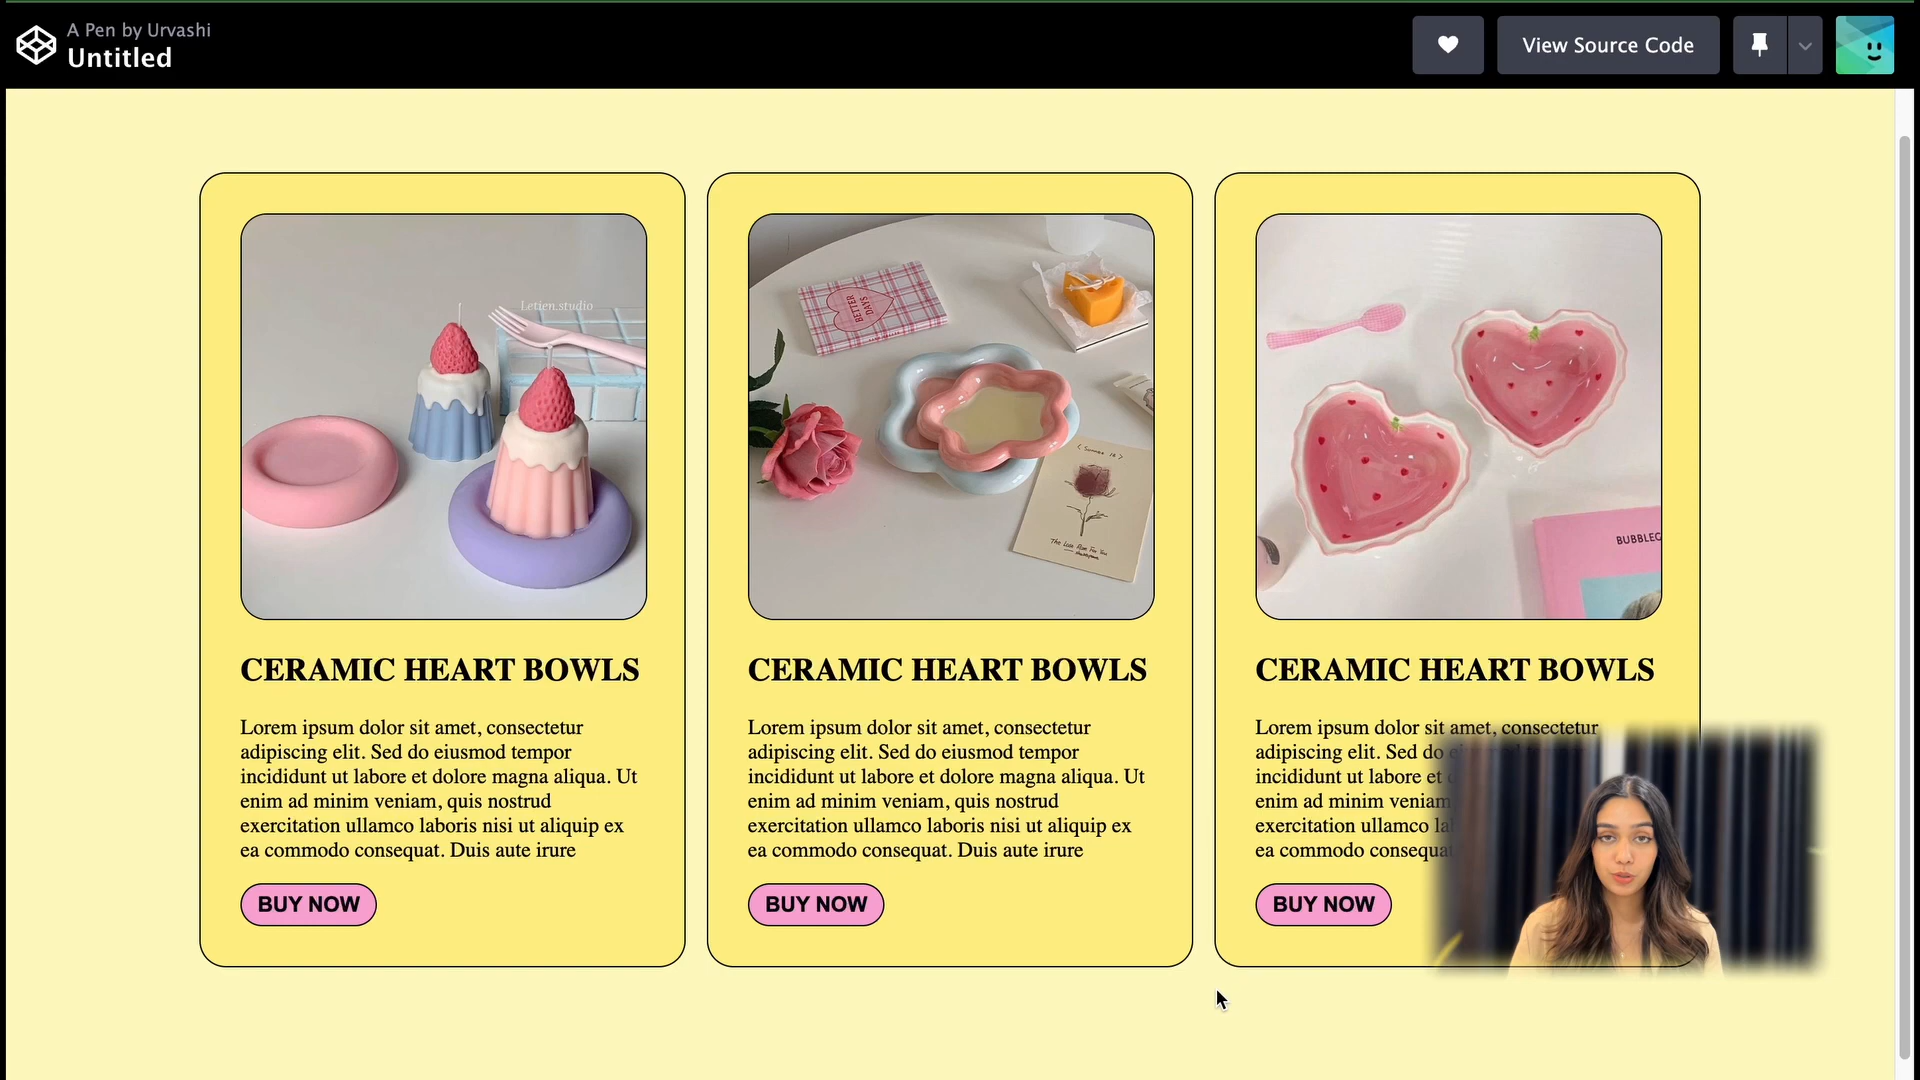 A Pen by Urvashi
Untitled
View Source Code
Letien.studio
BETTER
DAYS
BUBBLEG
CERAMIC HEART BOWLS
Lorem ipsum dolor sit amet, consectetur
adipiscing elit. Sed do eiusmod tempor
incididunt ut labore et dolore magna aliqua. Ut
enim ad minim veniam, quis nostrud
exercitation ullamco laboris nisi ut aliquip ex
ea commodo consequat. Duis aute irure
BUY NOW
CERAMIC HEART BOWLS
Lorem ipsum dolor sit amet, consectetur
adipiscing elit. Sed do eiusmod tempor
incididunt ut labore et dolore magna aliqua. Ut
enim ad minim veniam, quis nostrud
exercitation ullamco laboris nisi ut aliquip ex
ea commodo consequat. Duis aute irure
BUY NOW
CERAMIC HEART BOWLS
Lorem ipsum dolor sit amet, consectetur
adipiscing elit. Sed do
incididunt ut labore et
enim ad minim veniam
exercitation ullamco
ea commodo
BUY NOW